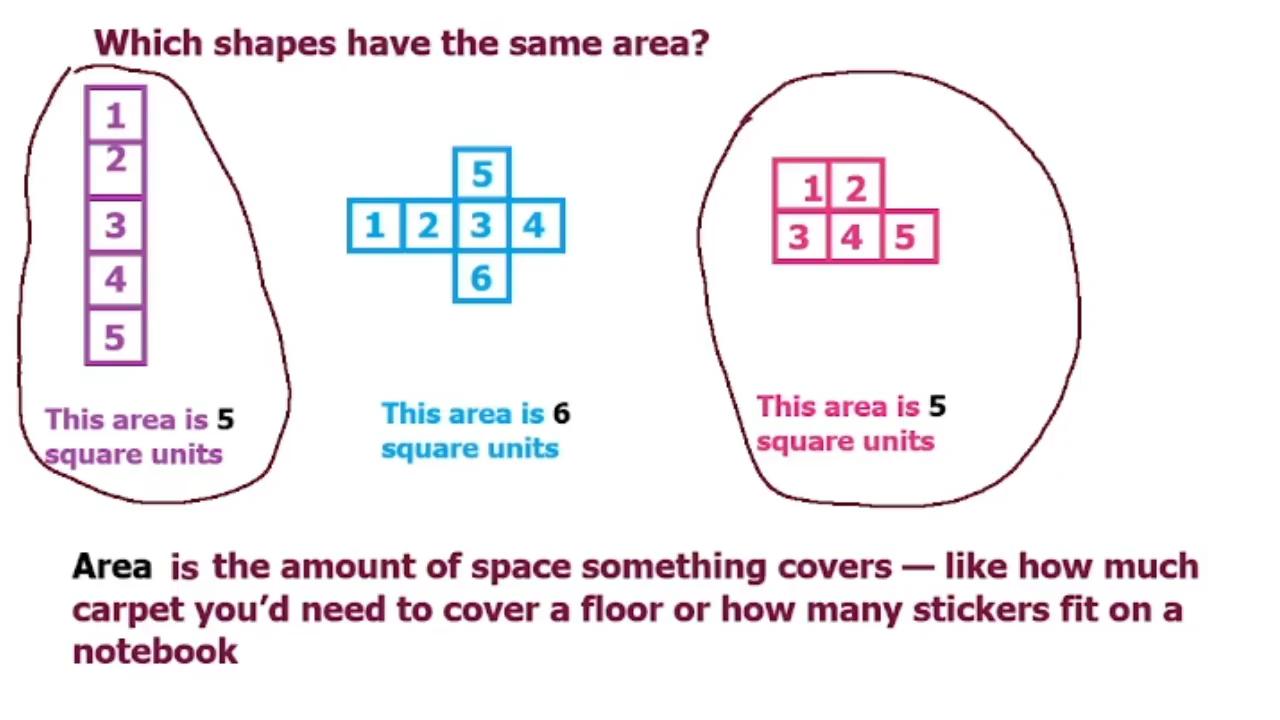 Which shapes have the same area?
1
2
3
4
5
5
1 2 3 4
6
1 2
3 4 5
This area is 5
square units
This area is 6
square units
This area is 5
square units
Area is the amount of space something covers — like how much
carpet you’d need to cover a floor or how many stickers fit on a
notebook